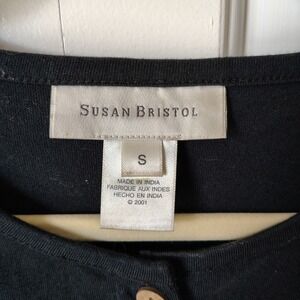 SUSAN BRISTOL
S
MADE IN INDIA
FABRIQUE AUX INDES
HECHO EN INDIA
© 2001